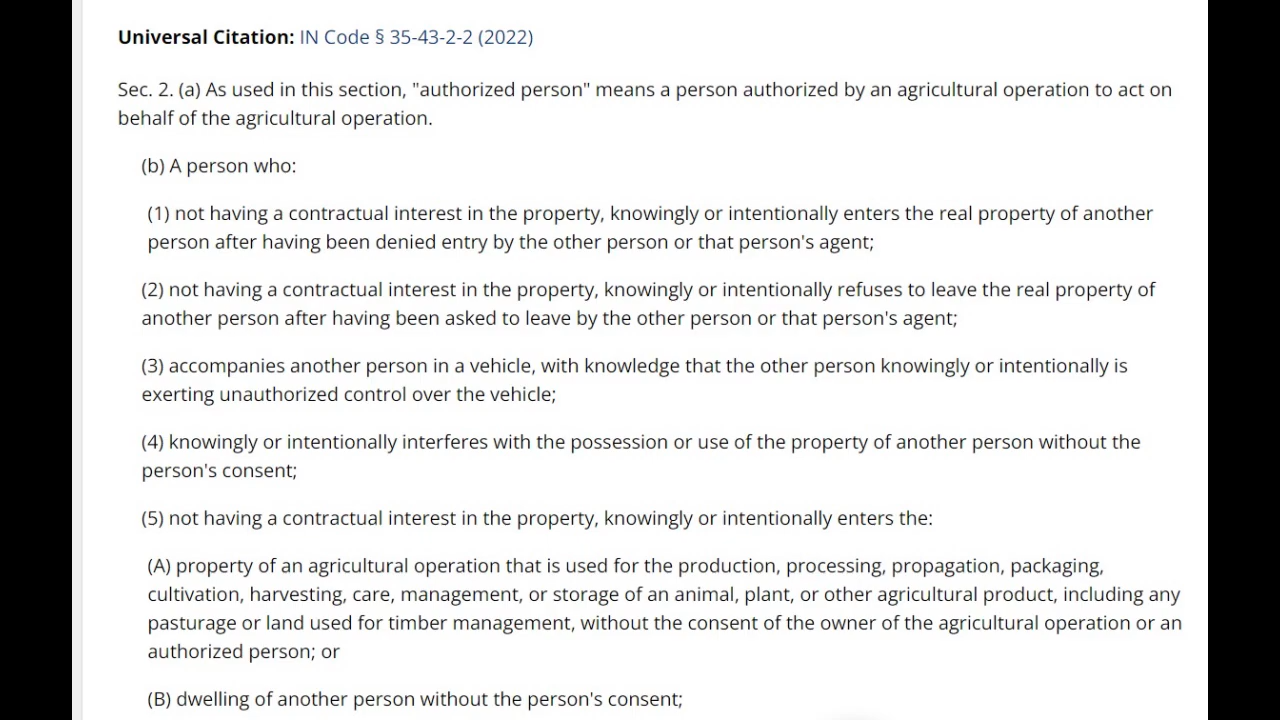 Universal Citation: IN Code § 35-43-2-2 (2022)
Sec. 2. (a) As used in this section, "authorized person" means a person authorized by an agricultural operation to act on
behalf of the agricultural operation.
(b) A person who:
(1) not having a contractual interest in the property, knowingly or intentionally enters the real property of another
person after having been denied entry by the other person or that person's agent;
(2) not having a contractual interest in the property, knowingly or intentionally refuses to leave the real property of
another person after having been asked to leave by the other person or that person's agent;
(3) accompanies another person in a vehicle, with knowledge that the other person knowingly or intentionally is
exerting unauthorized control over the vehicle;
(4) knowingly or intentionally interferes with the possession or use of the property of another person without the
person's consent;
(5) not having a contractual interest in the property, knowingly or intentionally enters the:
(A) property of an agricultural operation that is used for the production, processing, propagation, packaging,
cultivation, harvesting, care, management, or storage of an animal, plant, or other agricultural product, including any
pasturage or land used for timber management, without the consent of the owner of the agricultural operation or an
authorized person; or
(B) dwelling of another person without the person's consent;